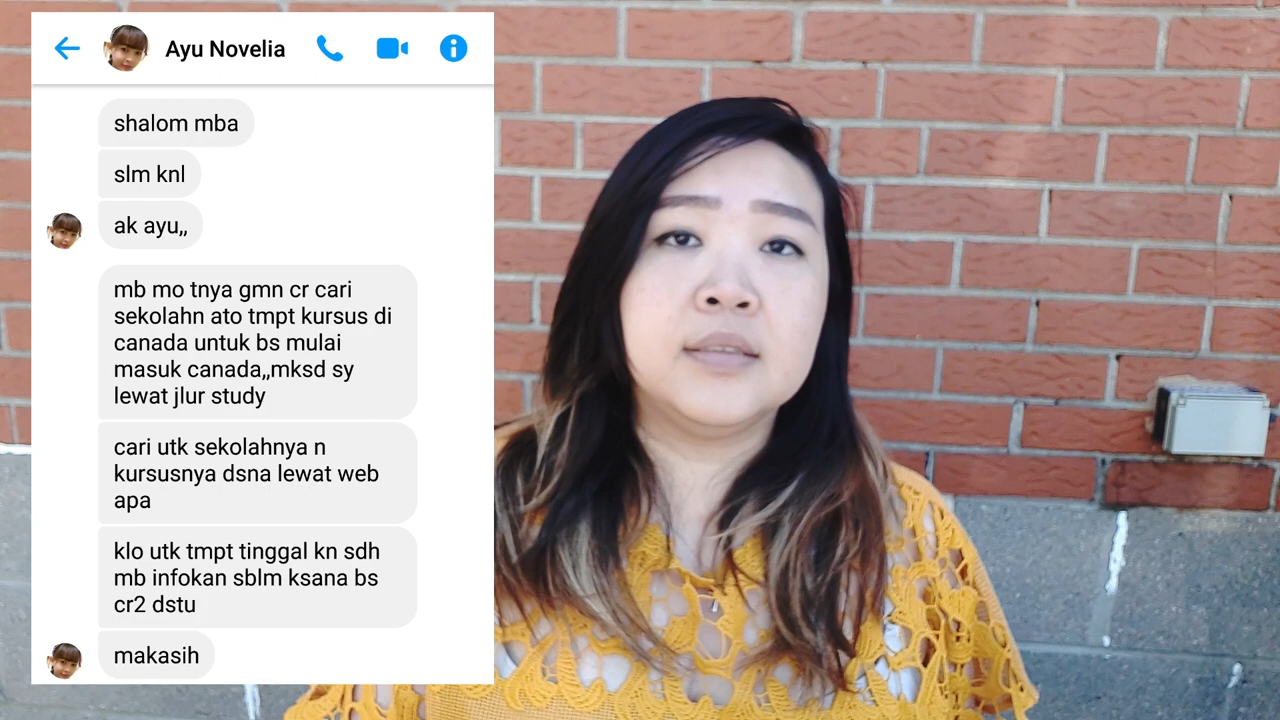 Ayu Novelia
shalom mba
slm knl
ak ayu,,
mb mo tnya gmn cr cari
sekolahn ato tmpt kursus di
canada untuk bs mulai
masuk canada,,mksd sy
lewat jlur study
cari utk sekolahnya n
kursusnya dsna lewat web
apa
klo utk tmpt tinggal kn sdh
mb infokan sblm ksana bs
cr2 dstu
makasih